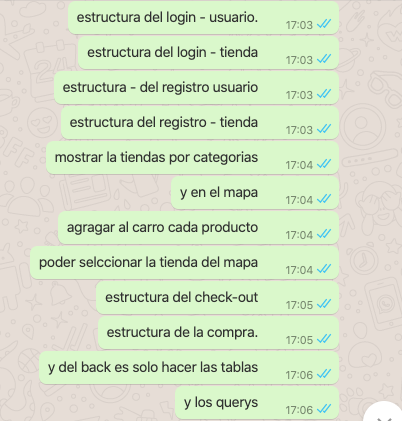 estructura del login - usuario.
17:03
estructura del login - tienda
17:03
estructura - del registro usuario
17:03
estructura del registro - tienda
17:03
mostrar la tiendas por categorias
17:04
y en el mapa
17:04
agragar al carro cada producto
17:04
poder selccionar la tienda del mapa
17:04
estructura del check-out
17:05
estructura de la compra.
17:05
y del back es solo hacer las tablas
17:06
y los querys
17:06